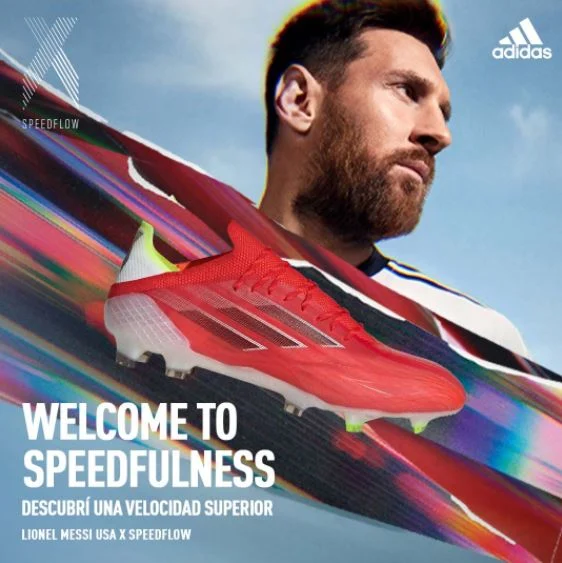 X
SPEEDFLOW
adidas
WELCOME TO
SPEEDFULNESS
DESCUBRÍ UNA VELOCIDAD SUPERIOR
LIONEL MESSI USA X SPEEDFLOW